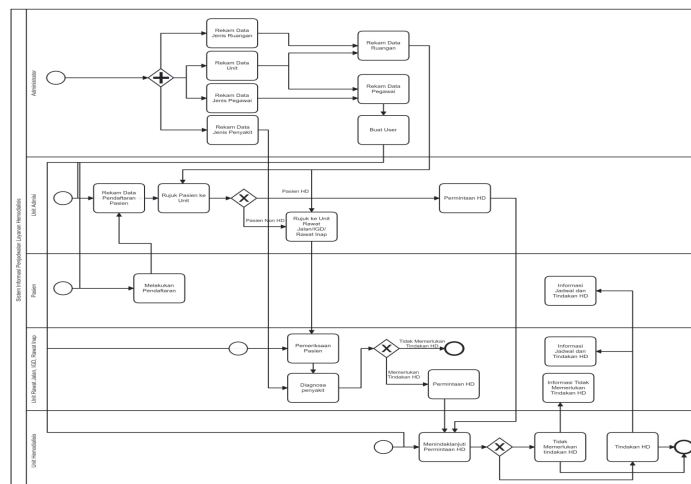 Sistem Informasi Penjadwalan Layanan Hemodialisis
Administrator
Rekam Data
Jenis Ruangan
Rekam Data
Unit
Rekam Data
Jenis Pegawai
Rekam Data
Jenis Penyakit
Rekam Data
Ruangan
Rekam Data
Pegawai
Buat User
Unit Admisi
Rekam Data
Pendaftaran
Pasien
Rujuk Pasien ke
Unit
Pasien HD
Pasien Non HD
Rujuk ke Unit
Rawat
Jalan/IGD/
Rawat Inap
Permintaan HD
Pasien
Melakukan
Pendaftaran
Informasi
Jadwal dan
Tindakan HD
Unit Rawat Jalan, IGD, Rawat Inap
Pemeriksaan
Pasien
Diagnosa
penyakit
Tidak Memerlukan
Tindakan HD
Memerlukan
Tindakan HD
Permintaan HD
Informasi
Jadwal dan
Tindakan HD
Informasi Tidak
Memerlukan
Tindakan HD
Unit Hemodialisis
Menindaklanjuti
Permintaan HD
Tidak
Memerlukan
tindakan HD
Tindakan HD